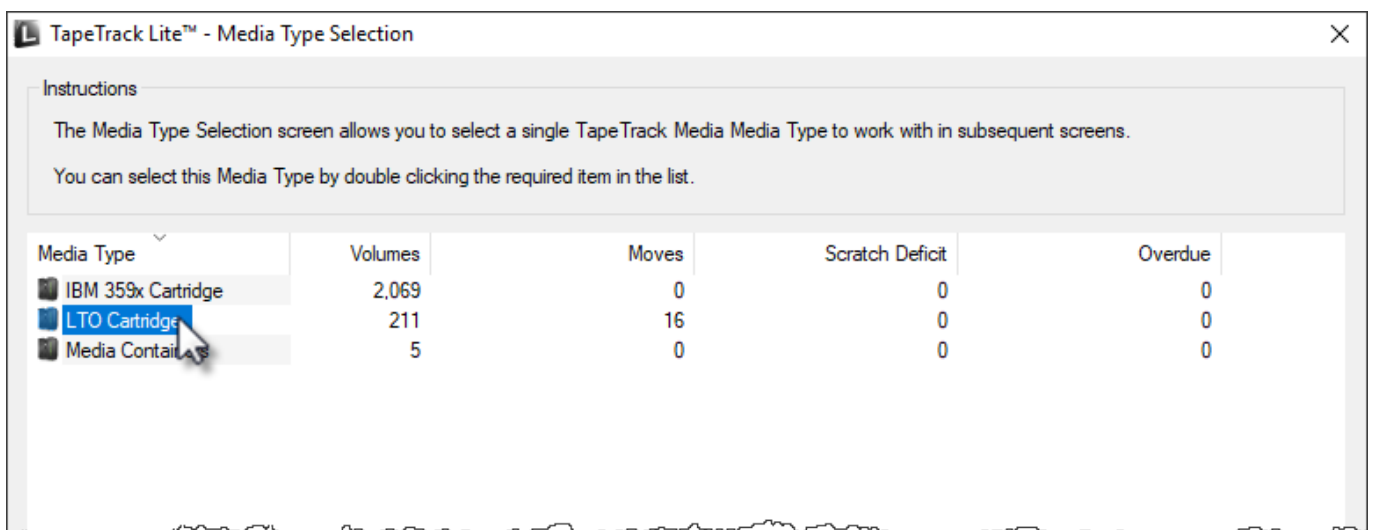 TapeTrack Lite™ - Media Type Selection
Instructions
The Media Type Selection screen allows you to select a single TapeTrack Media Media Type to work with in subsequent screens.
You can select this Media Type by double clicking the required item in the list.
Media Type Volumes Moves Scratch Deficit Overdue
IBM 359x Cartridge 2,069 0 0 0
LTO Cartridge 211 16 0 0
Media Containers 5 0 0 0